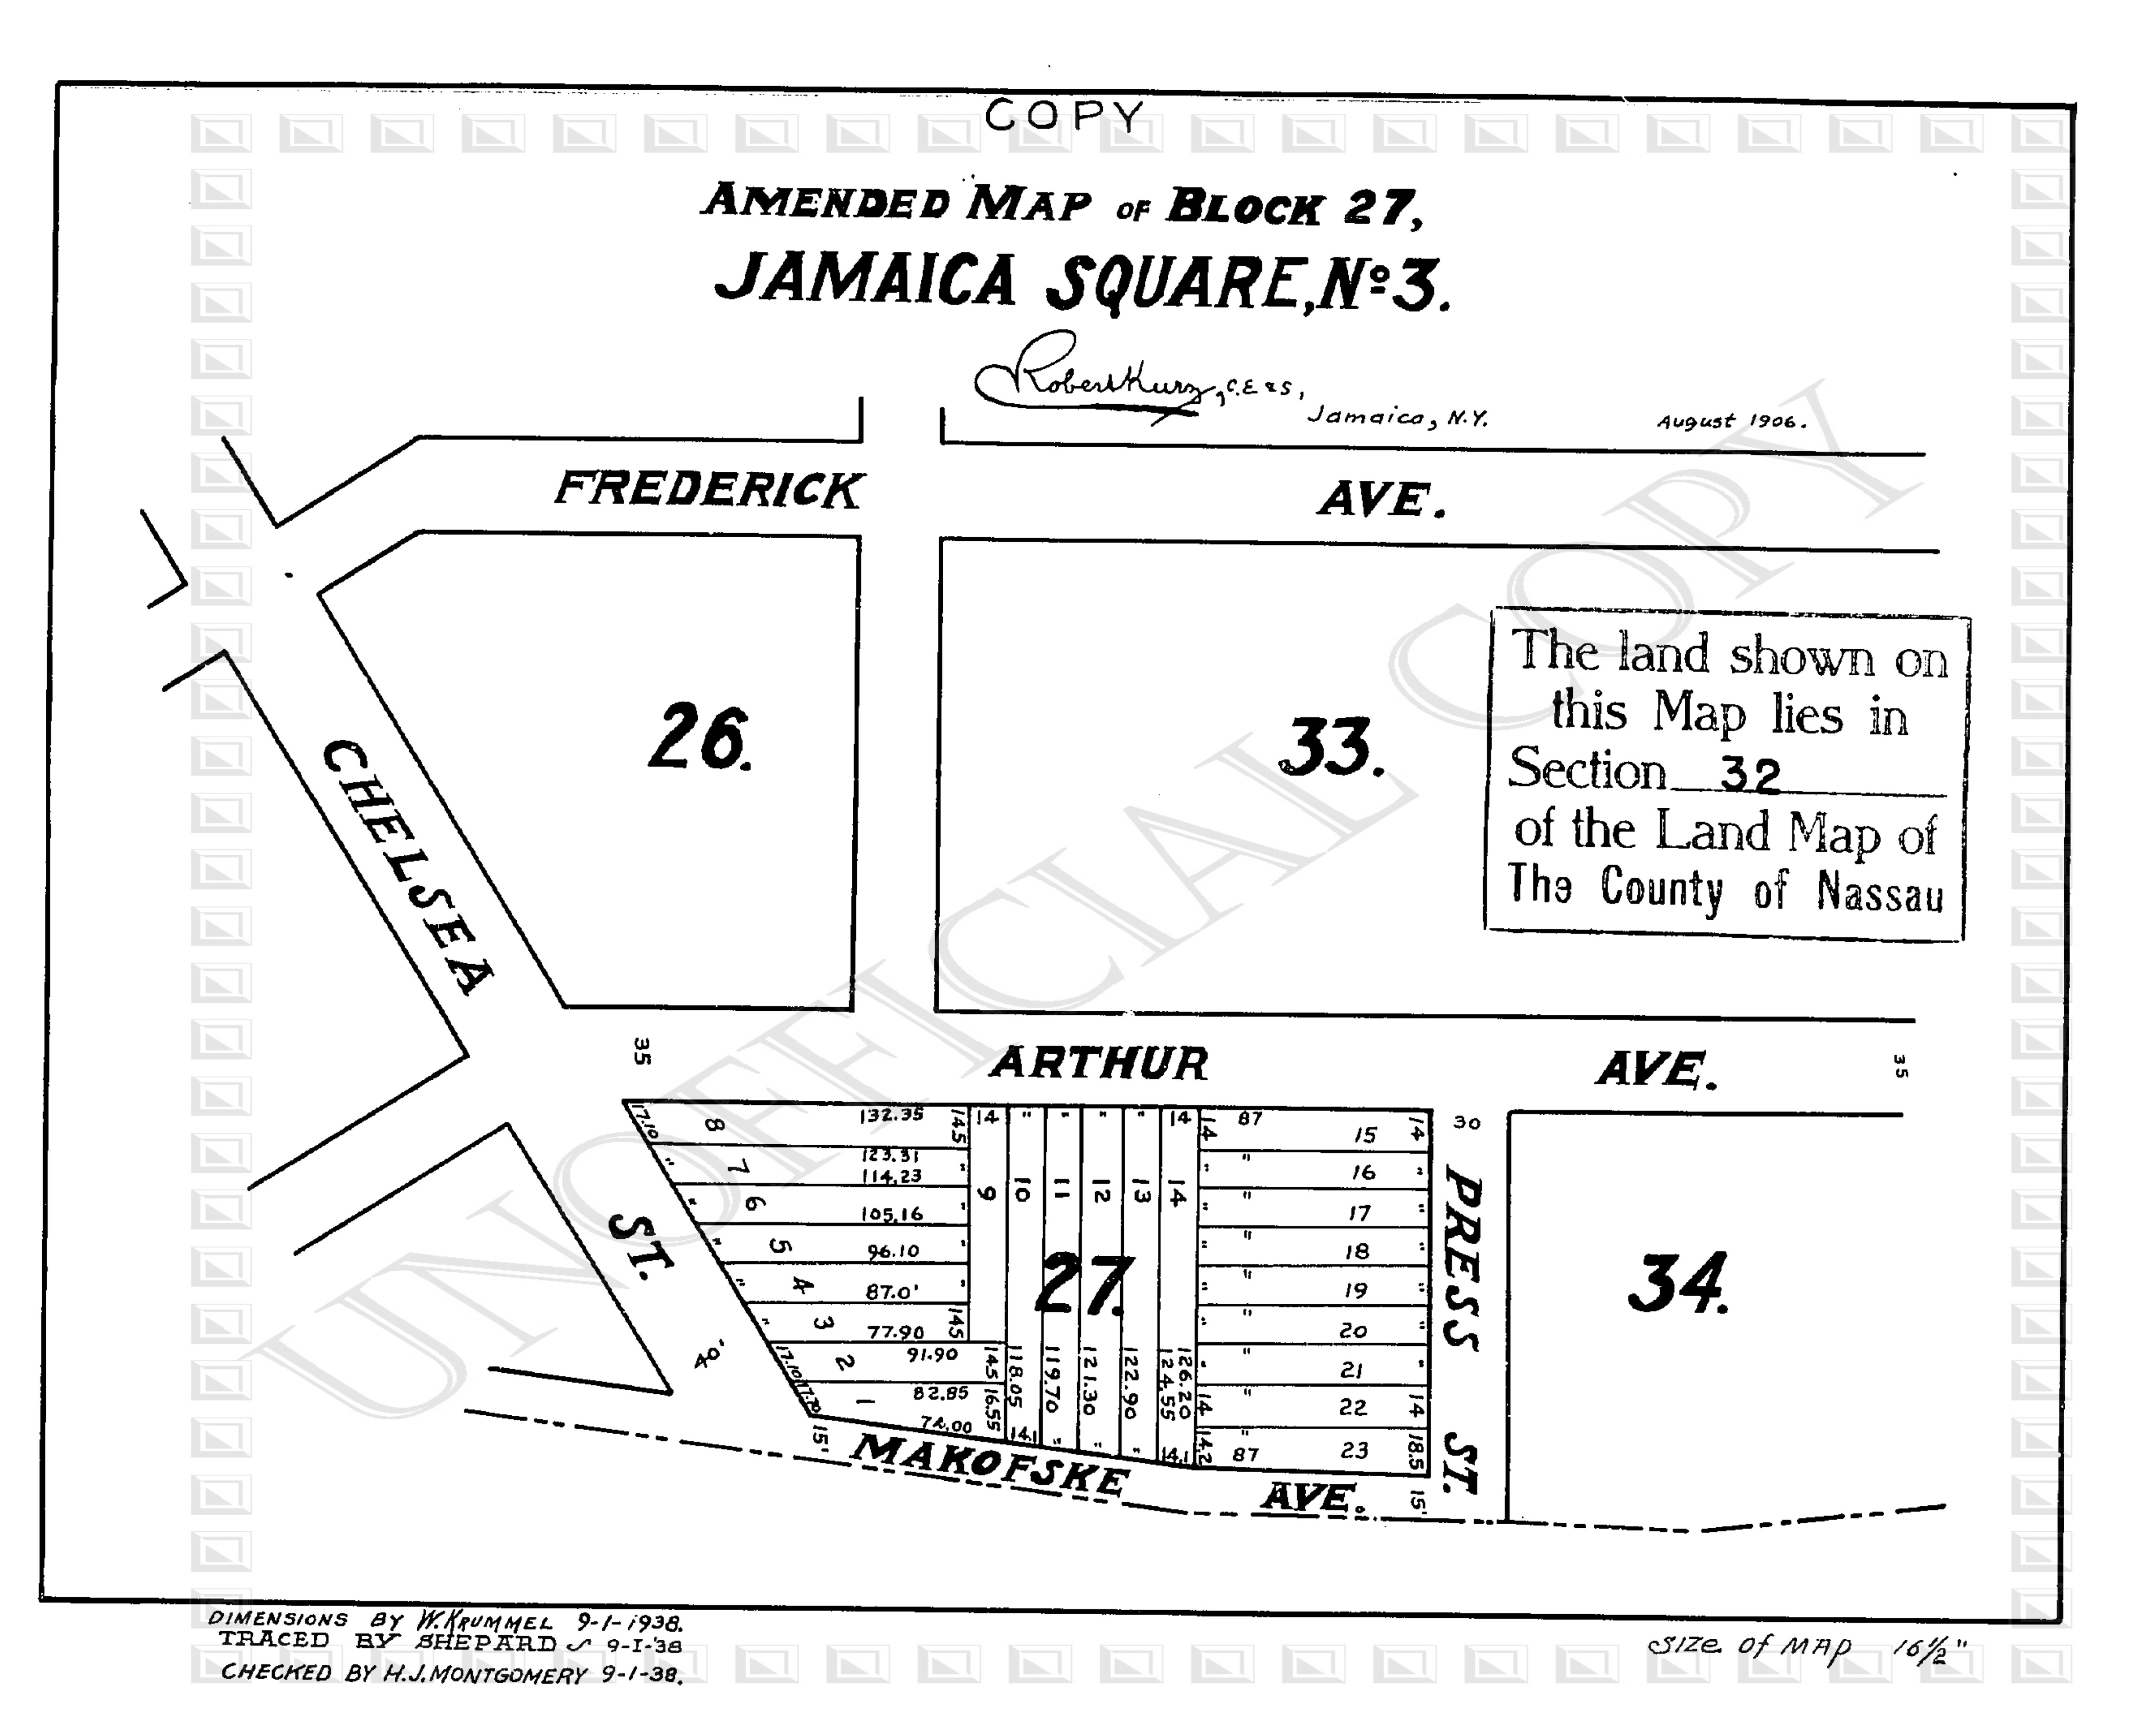 COPY
AMENDED MAP OF BLOCK 27,
JAMAICA SQUARE, Nº 3.
Robert Kurz, C.E & S,
Jamaica, N.Y.
August 1906.
FREDERICK AVE.
26.
33.
The land shown on
this Map lies in
Section 32
of the Land Map of
The County of Nassau
CHELSEA ST.
35
ARTHUR AVE.
35
17.10 8 132.35 14.5
" 7 123.31 "
114.23
" 6 105.16 "
" 5 96.10 "
" 4 87.0' "
" 3 77.90 14.5
17.10 2 91.90 14.5
17.70 1 82.85 16.55
74.00
14 " " " " 14
9 10 11 12 13 14
27.
118.05 119.70 121.30 122.90 124.55 126.20
14.1 " " " 14.1
14 87 15 14
" " 16 "
" " 17 "
" " 18 "
" " 19 "
" " 20 "
" " 21 "
14 " 22 14
14.2 " 87 23 18.5
30
PRESS ST.
34.
40'
15'
MAKOFSKE AVE.
15'
UNOFFICIAL COPY
DIMENSIONS BY W. KRUMMEL 9-1-1938.
TRACED BY SHEPARD 9-1-'38
CHECKED BY H.J. MONTGOMERY 9-1-38.
SIZE OF MAP 16½"